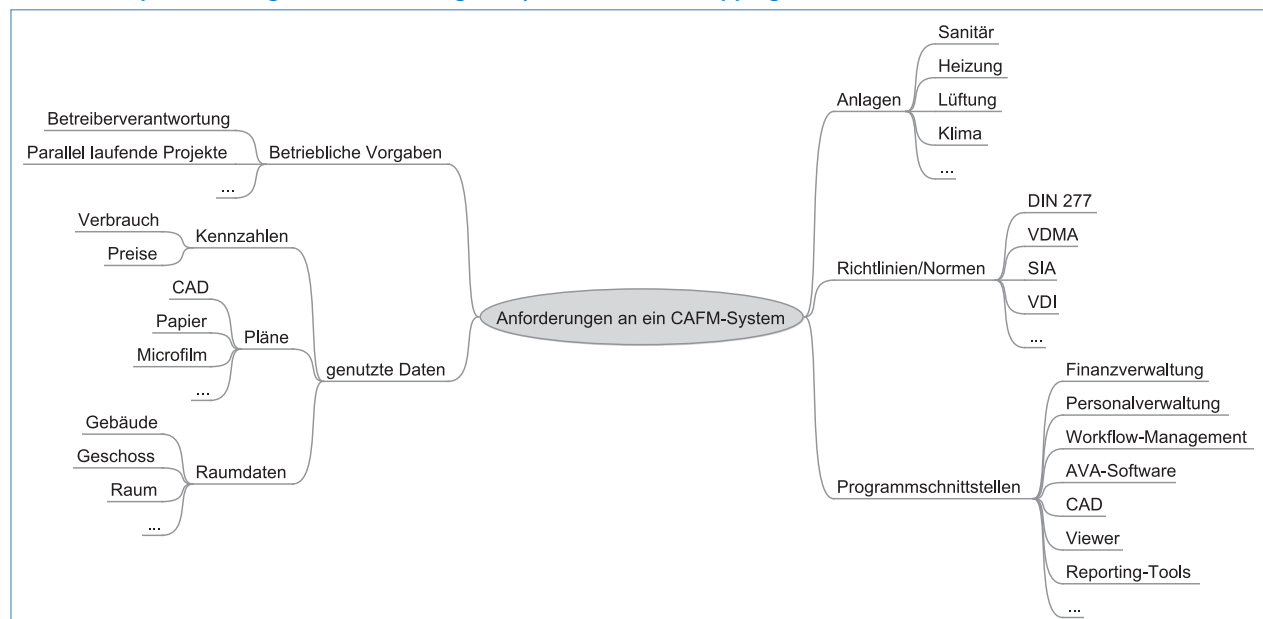 Betreiberverantwortung
Parallel laufende Projekte
...
Betriebliche Vorgaben
Verbrauch
Preise
Kennzahlen
CAD
Papier
Microfilm
...
Pläne
Gebäude
Geschoss
Raum
...
Raumdaten
genutzte Daten
Anforderungen an ein CAFM-System
Anlagen
Sanitär
Heizung
Lüftung
Klima
...
Richtlinien/Normen
DIN 277
VDMA
SIA
VDI
...
Programmschnittstellen
Finanzverwaltung
Personalverwaltung
Workflow-Management
AVA-Software
CAD
Viewer
Reporting-Tools
...